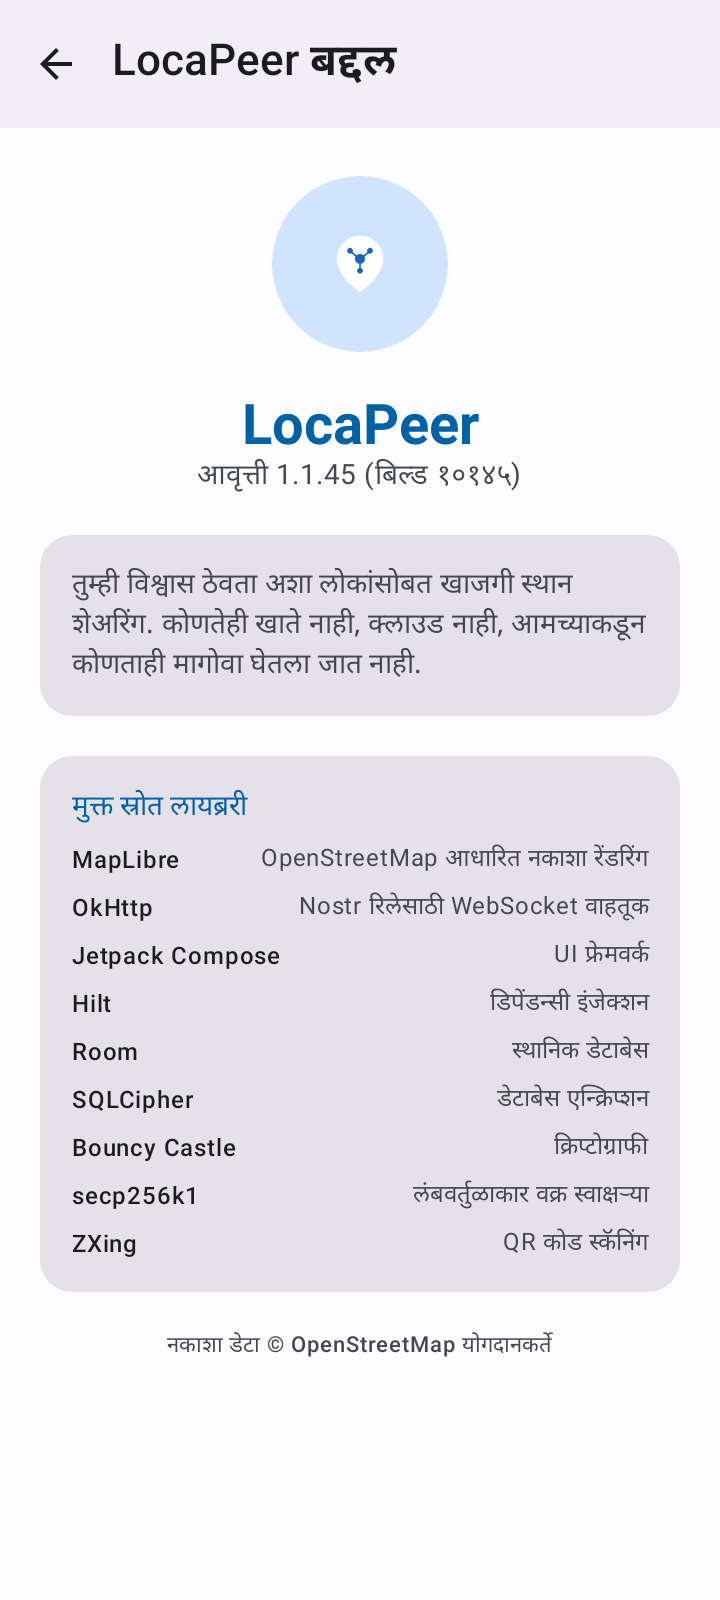 LocaPeer बद्दल
LocaPeer
आवृत्ती 1.1.45 (बिल्ड १०१४५)
तुम्ही विश्वास ठेवता अशा लोकांसोबत खाजगी स्थान
शेअरिंग. कोणतेही खाते नाही, क्लाउड नाही, आमच्याकडून
कोणताही मागोवा घेतला जात नाही.
मुक्त स्रोत लायब्ररी
MapLibre OpenStreetMap आधारित नकाशा रेंडरिंग
OkHttp Nostr रिलेसाठी WebSocket वाहतूक
Jetpack Compose UI फ्रेमवर्क
Hilt डिपेंडन्सी इंजेक्शन
Room स्थानिक डेटाबेस
SQLCipher डेटाबेस एन्क्रिप्शन
Bouncy Castle क्रिप्टोग्राफी
secp256k1 लंबवर्तुळाकार वक्र स्वाक्षऱ्या
ZXing QR कोड स्कॅनिंग
नकाशा डेटा © OpenStreetMap योगदानकर्ते